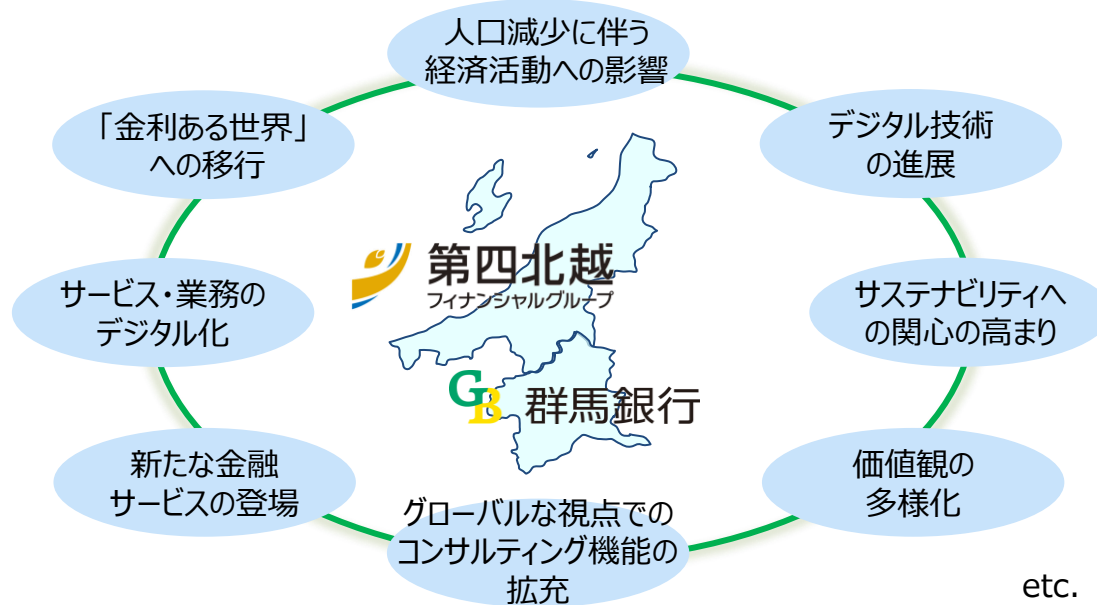 人口減少に伴う
経済活動への影響
「金利ある世界」
への移行
デジタル技術
の進展
第四北越
フィナンシャルグループ
サービス・業務の
デジタル化
サステナビリティへ
の関心の高まり
GB 群馬銀行
新たな金融
サービスの登場
価値観の
多様化
グローバルな視点での
コンサルティング機能の
拡充
etc.